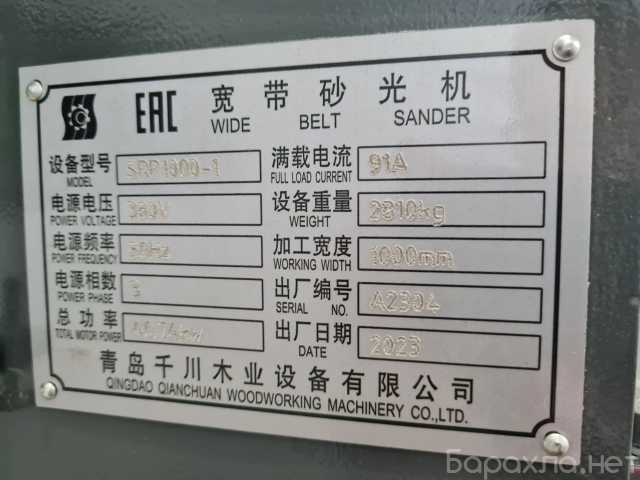 EAC 宽带砂光机
WIDE BELT SANDER
设备型号 SRP1000-1 满载电流 91A
MODEL FULL LOAD CURRENT
电源电压 380V 设备重量 2810kg
POWER VOLTAGE WEIGHT
电源频率 50Hz 加工宽度 1000mm
POWER FREQUENCY WORKING WIDTH
电源相数 3 出厂编号 A2304
POWER PHASE SERIAL NO.
总功率 出厂日期 2023
TOTAL MOTOR POWER DATE
青岛千川木业设备有限公司
QINGDAO QIANCHUAN WOODWORKING MACHINERY CO.,LTD.
Барахла.нет